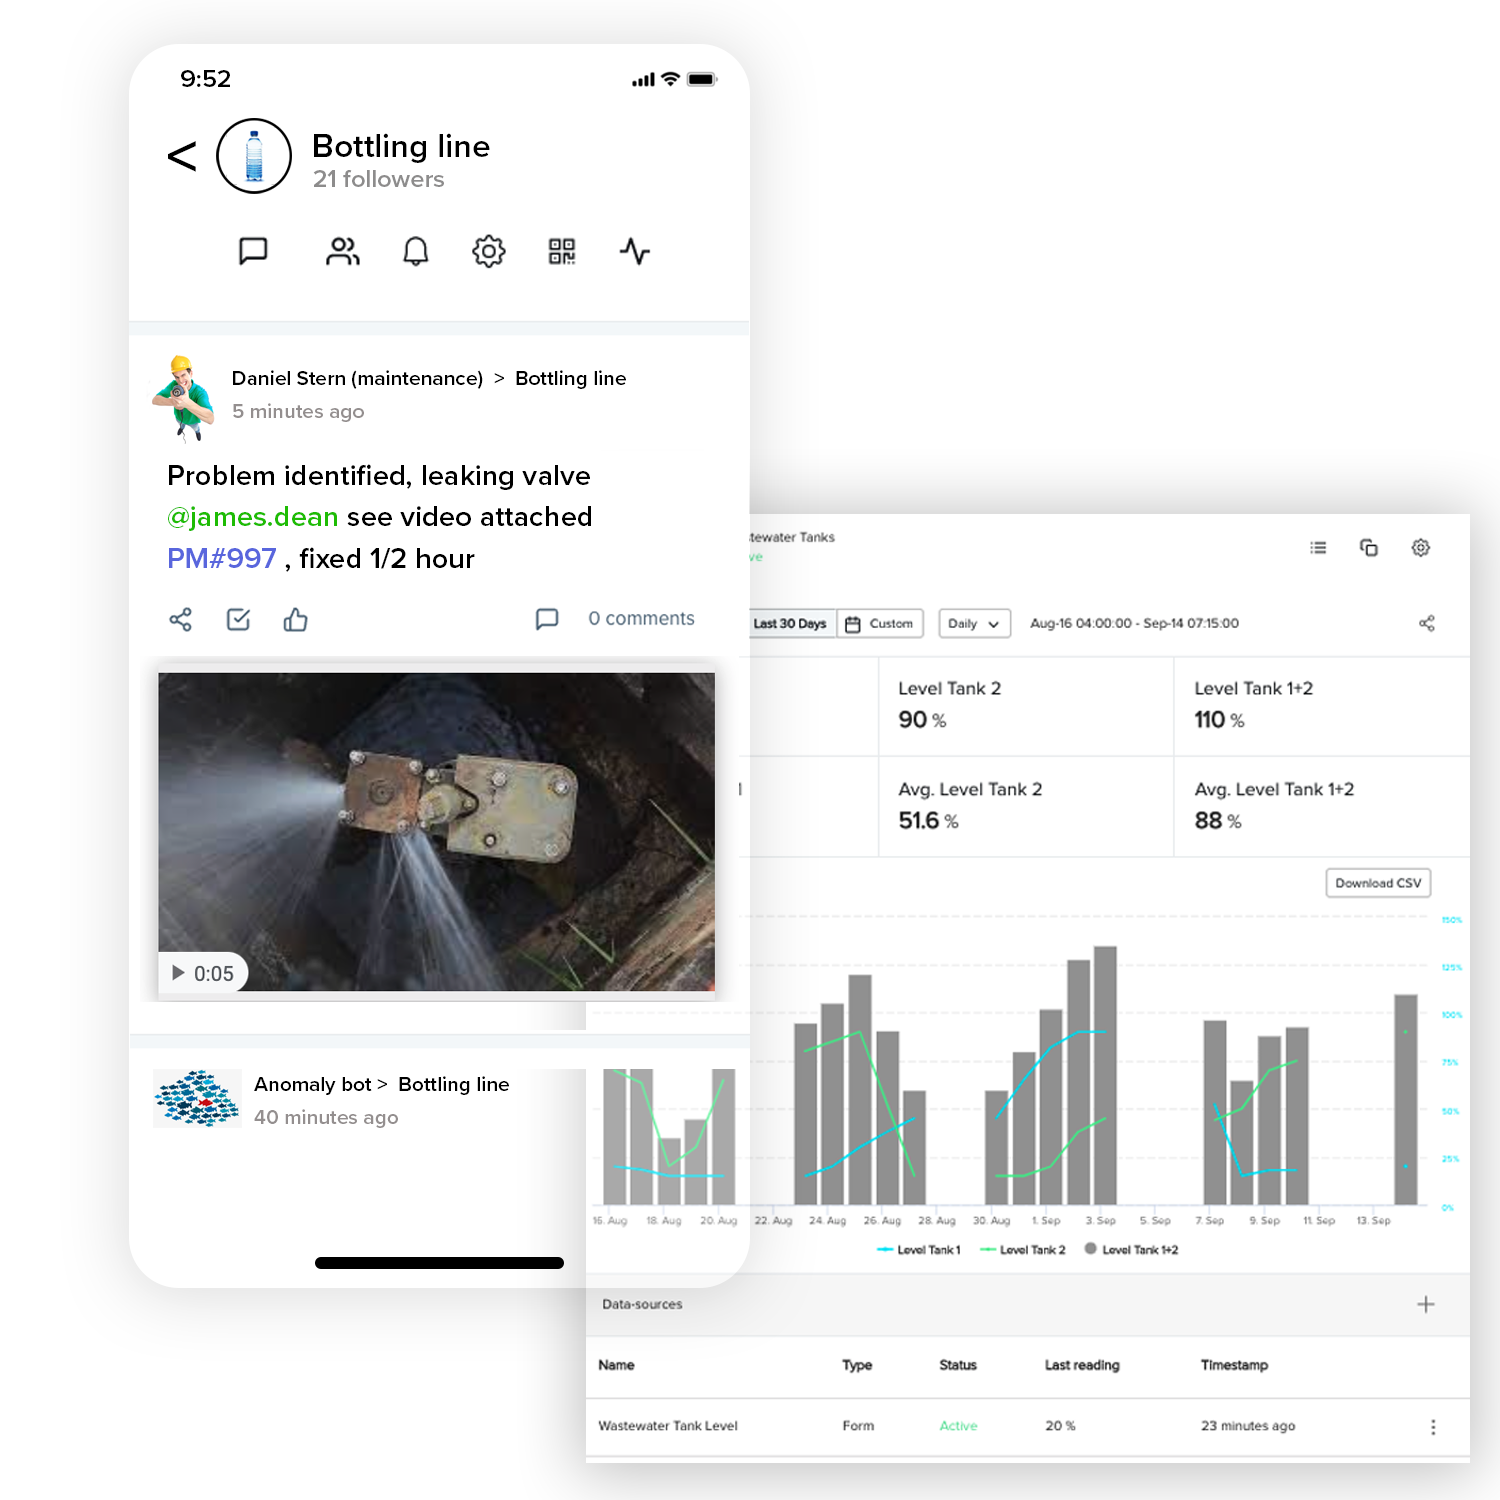 9:52
<
Bottling line
21 followers
Daniel Stern (maintenance) > Bottling line
5 minutes ago
Problem identified, leaking valve
@james.dean see video attached
PM#997 , fixed 1/2 hour
0 comments
0:05
Anomaly bot > Bottling line
40 minutes ago
tewater Tanks
ve
Last 30 Days
Custom
Daily
Aug-16 04:00:00 - Sep-14 07:15:00
Level Tank 2
90 %
Level Tank 1+2
110 %
Avg. Level Tank 2
51.6 %
Avg. Level Tank 1+2
88 %
Download CSV
150%
125%
100%
75%
50%
25%
0%
16. Aug 18. Aug 20. Aug 22. Aug 24. Aug 26. Aug 28. Aug 30. Aug 1. Sep 3. Sep 5. Sep 7. Sep 9. Sep 11. Sep 13. Sep
Level Tank 1 Level Tank 2 Level Tank 1+2
Data-sources
Name Type Status Last reading Timestamp
Wastewater Tank Level Form Active 20 % 23 minutes ago